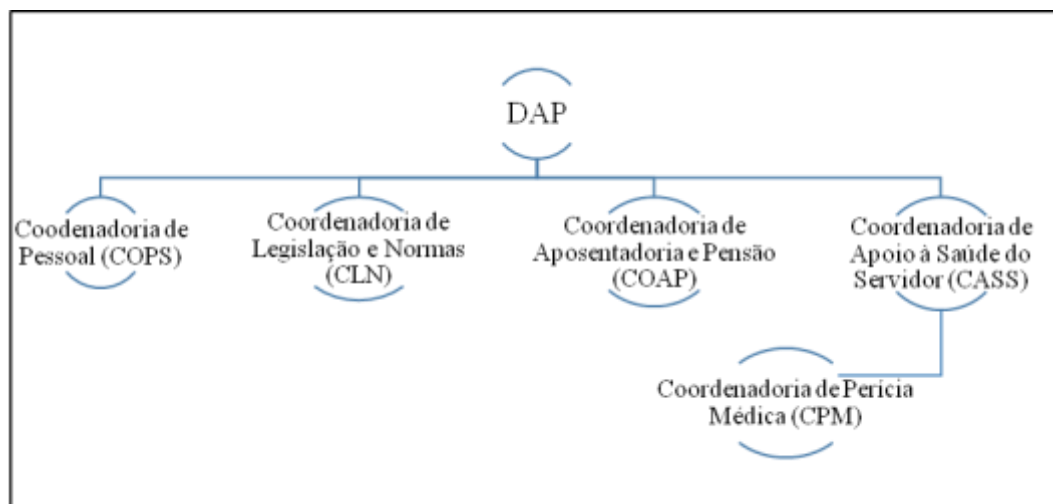 DAP
Coodenadoria de
Pessoal (COPS)
Coordenadoria de
Legislação e Normas
(CLN)
Coordenadoria de
Aposentadoria e Pensão
(COAP)
Coordenadoria de
Apoio à Saúde do
Servidor (CASS)
Coordenadoria de Perícia
Médica (CPM)